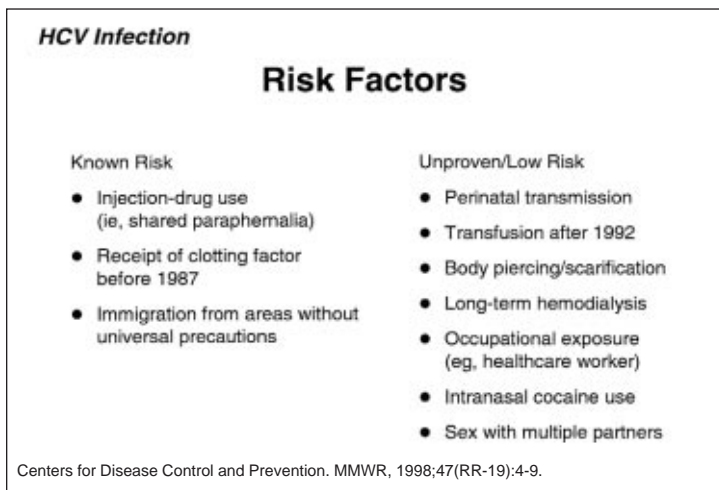 HCV Infection
Risk Factors
Known Risk
● Injection-drug use
(ie, shared paraphernalia)
● Receipt of clotting factor
before 1987
● Immigration from areas without
universal precautions
Unproven/Low Risk
● Perinatal transmission
● Transfusion after 1992
● Body piercing/scarification
● Long-term hemodialysis
● Occupational exposure
(eg, healthcare worker)
● Intranasal cocaine use
● Sex with multiple partners
Centers for Disease Control and Prevention. MMWR, 1998;47(RR-19):4-9.